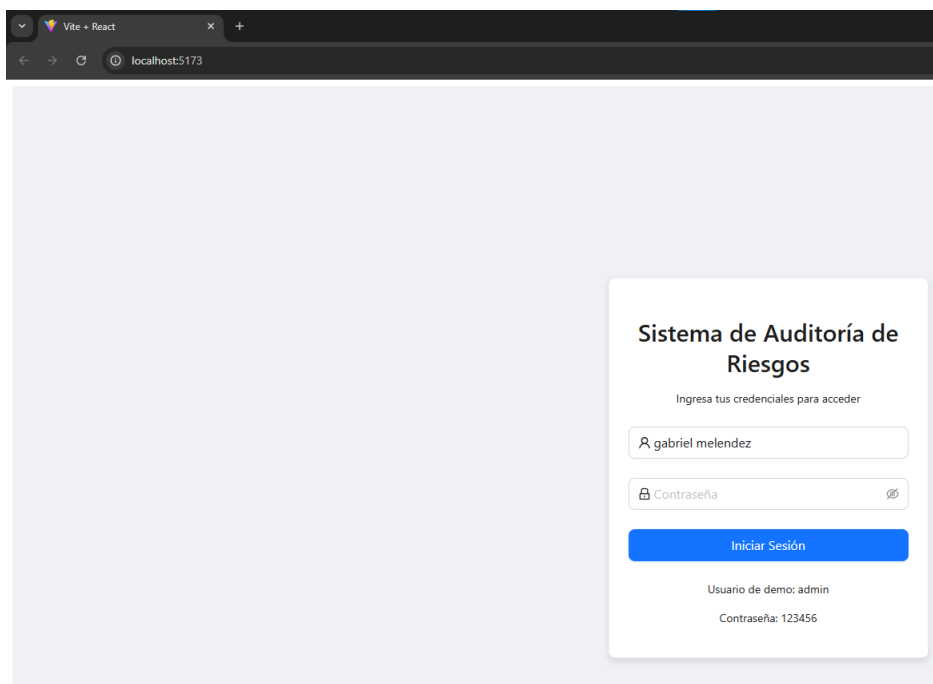 Vite + React
localhost:5173
Sistema de Auditoría de
Riesgos
Ingresa tus credenciales para acceder
gabriel melendez
Contraseña
Iniciar Sesión
Usuario de demo: admin
Contraseña: 123456